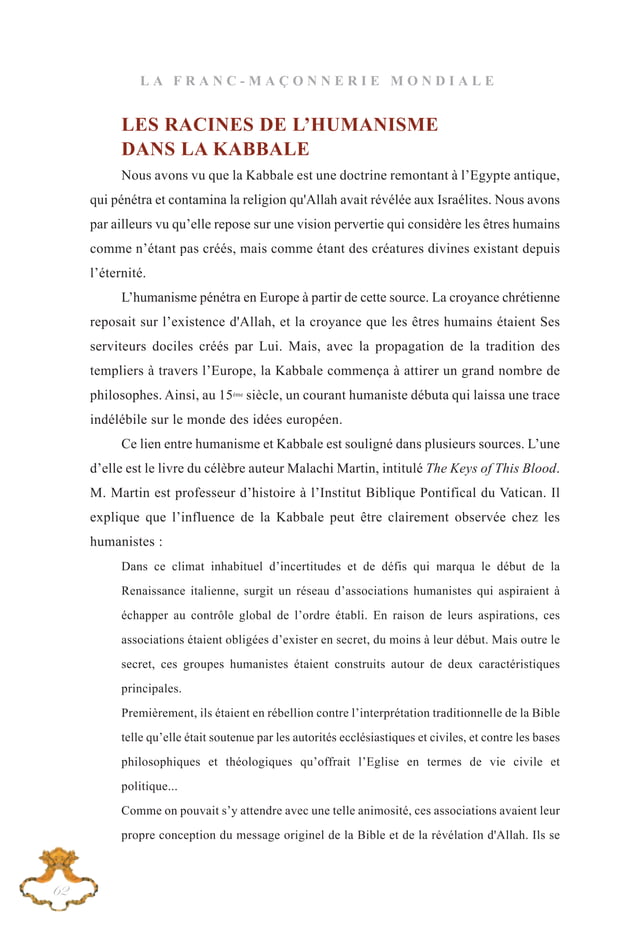 LA FRANC-MAÇONNERIE MONDIALE
LES RACINES DE L’HUMANISME
DANS LA KABBALE
Nous avons vu que la Kabbale est une doctrine remontant à l’Egypte antique,
qui pénétra et contamina la religion qu'Allah avait révélée aux Israélites. Nous avons
par ailleurs vu qu’elle repose sur une vision pervertie qui considère les êtres humains
comme n’étant pas créés, mais comme étant des créatures divines existant depuis
l’éternité.
L’humanisme pénétra en Europe à partir de cette source. La croyance chrétienne
reposait sur l’existence d'Allah, et la croyance que les êtres humains étaient Ses
serviteurs dociles créés par Lui. Mais, avec la propagation de la tradition des
templiers à travers l’Europe, la Kabbale commença à attirer un grand nombre de
philosophes. Ainsi, au 15ème siècle, un courant humaniste débuta qui laissa une trace
indélébile sur le monde des idées européen.
Ce lien entre humanisme et Kabbale est souligné dans plusieurs sources. L’une
d’elle est le livre du célèbre auteur Malachi Martin, intitulé The Keys of This Blood.
M. Martin est professeur d’histoire à l’Institut Biblique Pontifical du Vatican. Il
explique que l’influence de la Kabbale peut être clairement observée chez les
humanistes :
Dans ce climat inhabituel d’incertitudes et de défis qui marqua le début de la
Renaissance italienne, surgit un réseau d’associations humanistes qui aspiraient à
échapper au contrôle global de l’ordre établi. En raison de leurs aspirations, ces
associations étaient obligées d’exister en secret, du moins à leur début. Mais outre le
secret, ces groupes humanistes étaient construits autour de deux caractéristiques
principales.
Premièrement, ils étaient en rébellion contre l’interprétation traditionnelle de la Bible
telle qu’elle était soutenue par les autorités ecclésiastiques et civiles, et contre les bases
philosophiques et théologiques qu’offrait l’Eglise en termes de vie civile et
politique...
Comme on pouvait s’y attendre avec une telle animosité, ces associations avaient leur
propre conception du message originel de la Bible et de la révélation d'Allah. Ils se
62